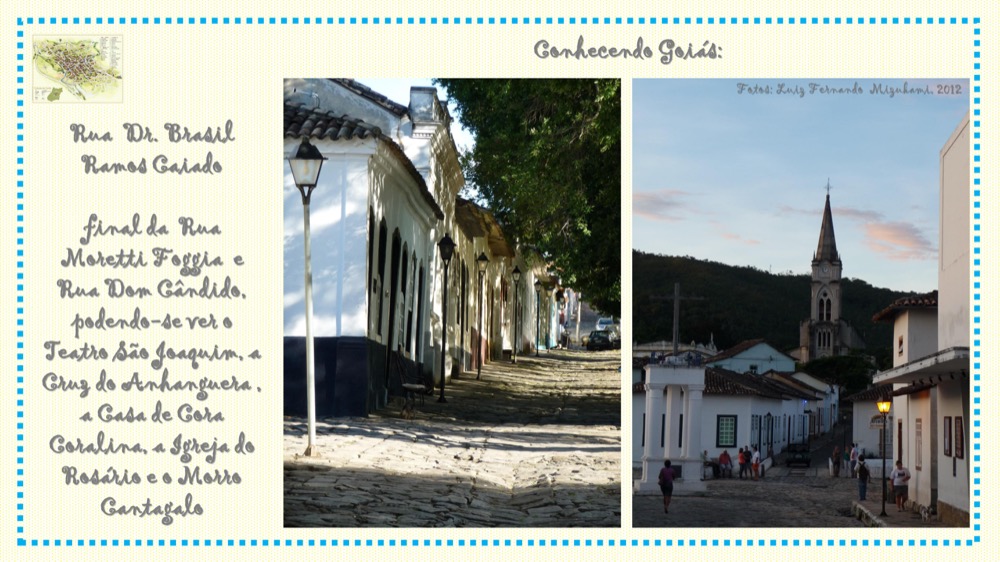 Conhecendo Goiás:
Fotos: Luiz Fernando Mizukami, 2012
Rua Dr. Brasil
Ramos Caiado
final da Rua
Moretti Foggia e
Rua Dom Cândido,
podendo-se ver o
Teatro São Joaquim, a
Cruz do Anhanguera,
a Casa de Cora
Coralina, a Igreja do
Rosário e o Morro
Cantagalo